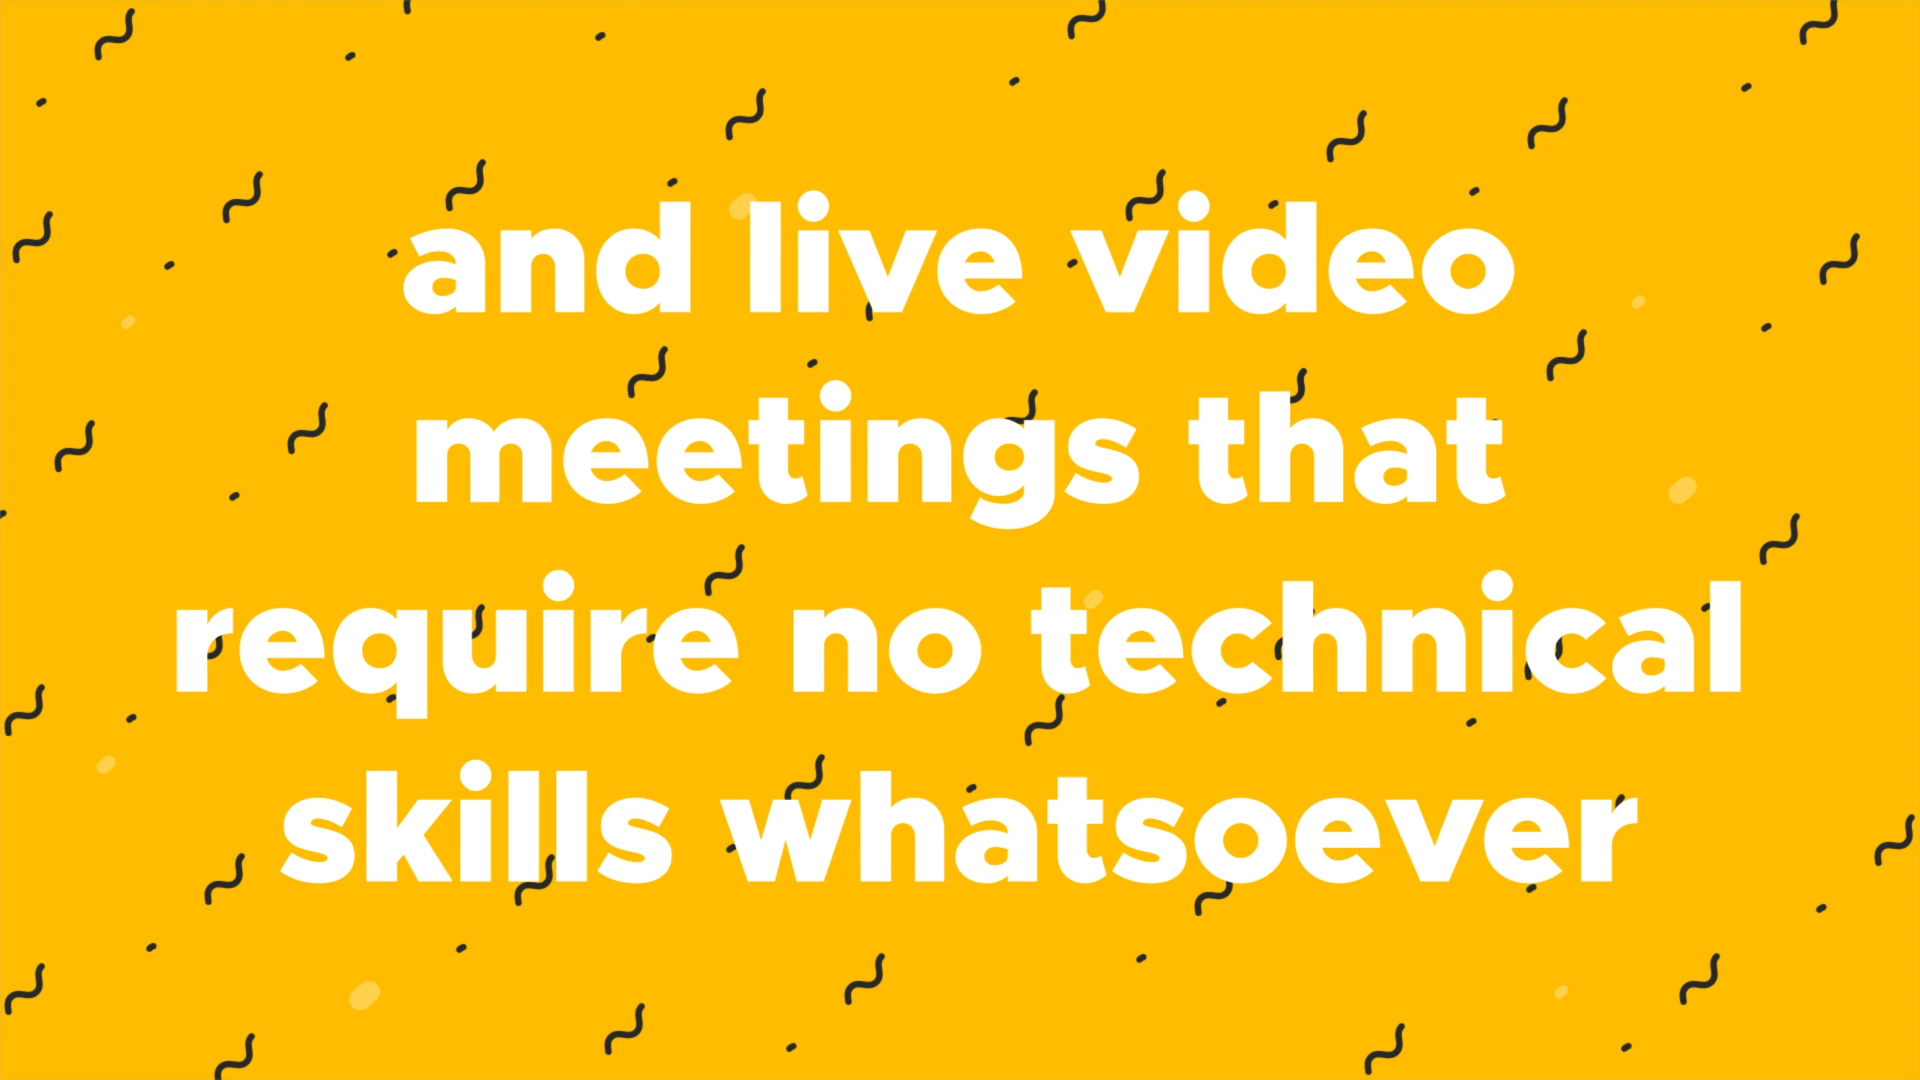 and live video
meetings that
require no technical
skills whatsoever